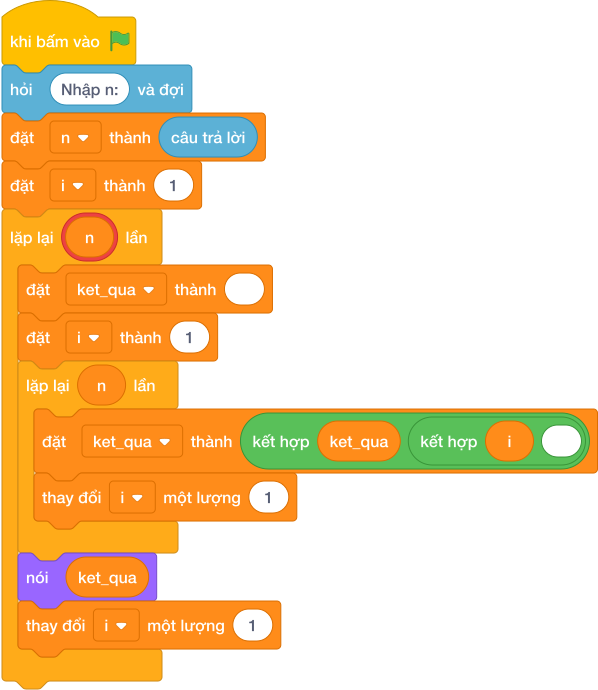 khi bấm vào
hỏi Nhập n: và đợi
đặt n thành câu trả lời
đặt i thành 1
lặp lại n lần
đặt ket_qua thành
đặt i thành 1
lặp lại n lần
đặt ket_qua thành kết hợp ket_qua kết hợp i
thay đổi i một lượng 1
nói ket_qua
thay đổi i một lượng 1